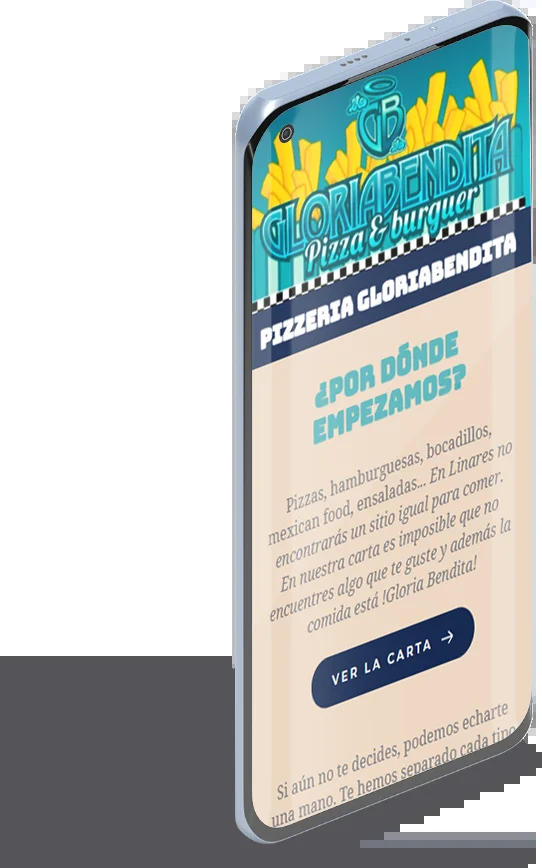 GB
GLORIABENDITA
Pizza & burguer
PIZZERIA GLORIABENDITA
¿POR DÓNDE
EMPEZAMOS?
Pizzas, hamburguesas, bocadillos,
mexican food, ensaladas... En Linares no
encontrarás un sitio igual para comer.
En nuestra carta es imposible que no
encuentres algo que te guste y además la
comida está !Gloria Bendita!
VER LA CARTA →
Si aún no te decides, podemos echarte
una mano. Te hemos separado cada tipo